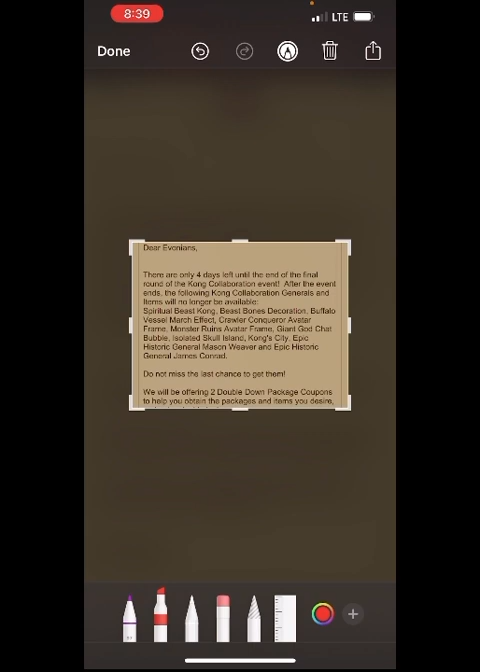 8:39
LTE
Done
Dear Evonians,
There are only 4 days left until the end of the final
round of the Kong Collaboration event! After the event
ends, the following Kong Collaboration Generals and
Items will no longer be available:
Spiritual Beast Kong, Beast Bones Decoration, Buffalo
Vessel March Effect, Crawler Conqueror Avatar
Frame, Monster Ruins Avatar Frame, Giant God Chat
Bubble, Isolated Skull Island, Kong's City, Epic
Historic General Mason Weaver and Epic Historic
General James Conrad.
Do not miss the last chance to get them!
We will be offering 2 Double Down Package Coupons
to help you obtain the packages and items you desire,